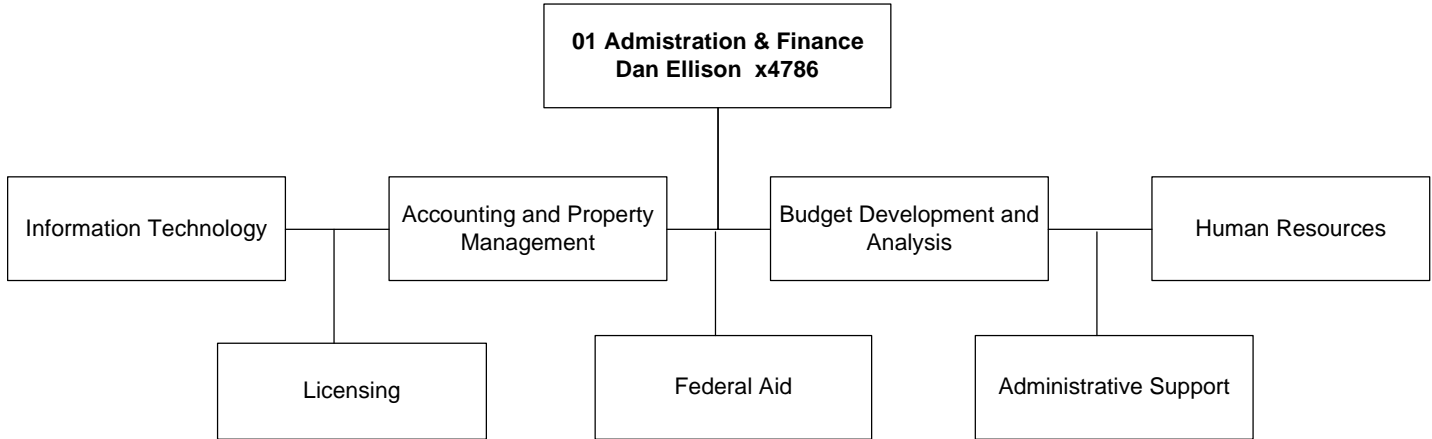 01 Admistration & Finance
Dan Ellison x4786
Information Technology
Accounting and Property
Management
Budget Development and
Analysis
Human Resources
Licensing
Federal Aid
Administrative Support